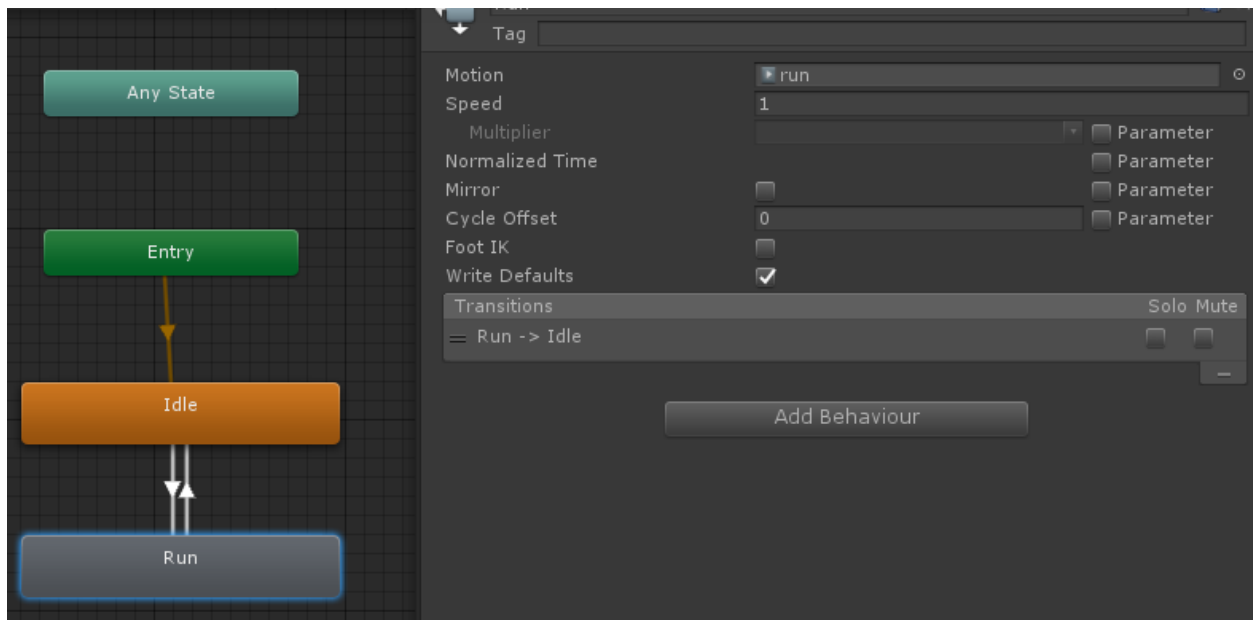 Tag
Any State
Entry
Idle
Run
Motion run
Speed 1
Multiplier Parameter
Normalized Time Parameter
Mirror Parameter
Cycle Offset 0 Parameter
Foot IK
Write Defaults
Transitions Solo Mute
= Run -> Idle
Add Behaviour